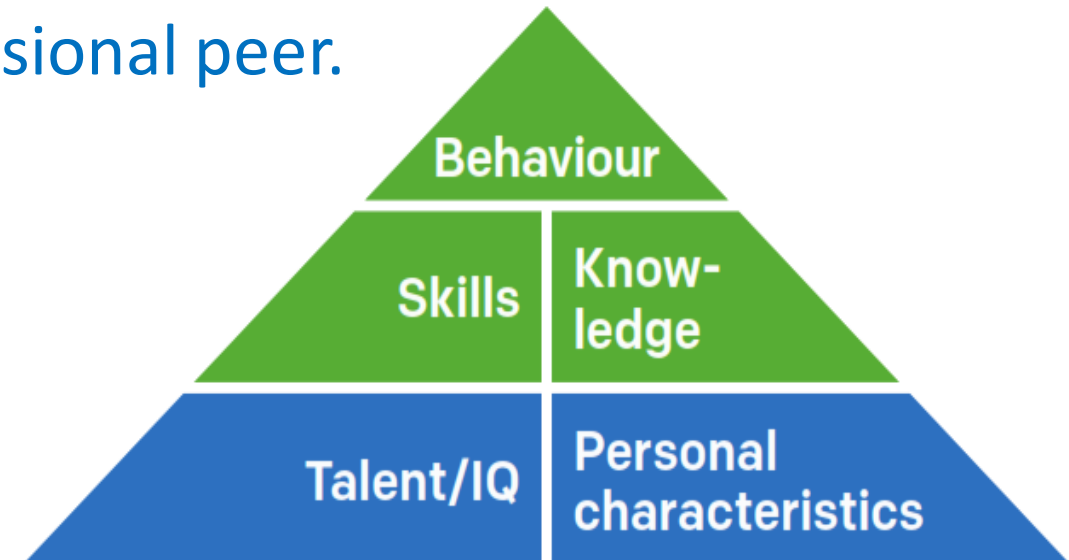 sional peer.
Behaviour
Skills
Know-
ledge
Talent/IQ
Personal
characteristics